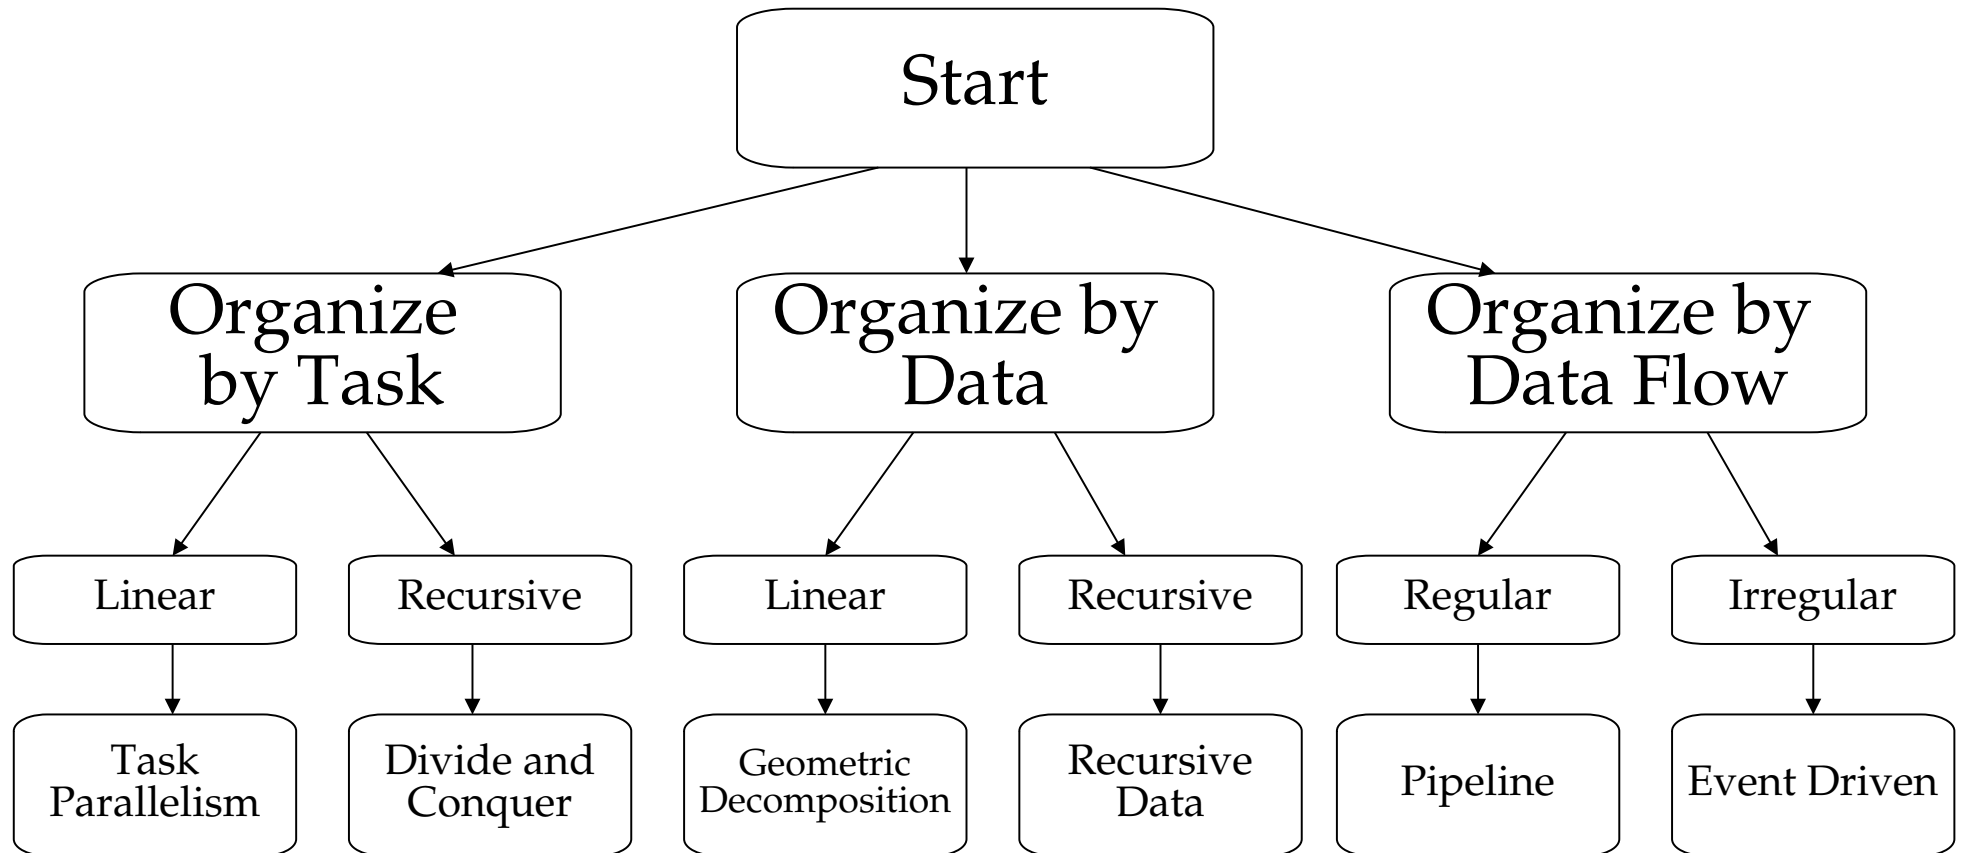 Start
Organize
by Task
Organize by
Data
Organize by
Data Flow
Linear
Recursive
Linear
Recursive
Regular
Irregular
Task
Parallelism
Divide and
Conquer
Geometric
Decomposition
Recursive
Data
Pipeline
Event Driven